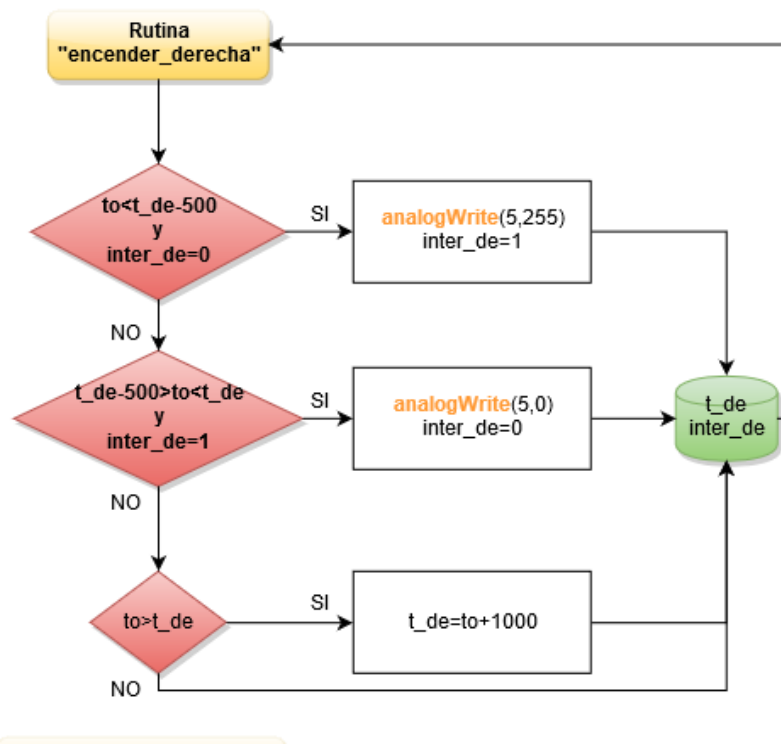 Rutina
"encender_derecha"
to<t_de-500
y
inter_de=0
SI
analogWrite(5,255)
inter_de=1
NO
t_de-500>to<t_de
y
inter_de=1
SI
analogWrite(5,0)
inter_de=0
t_de
inter_de
NO
to>t_de
SI
t_de=to+1000
NO